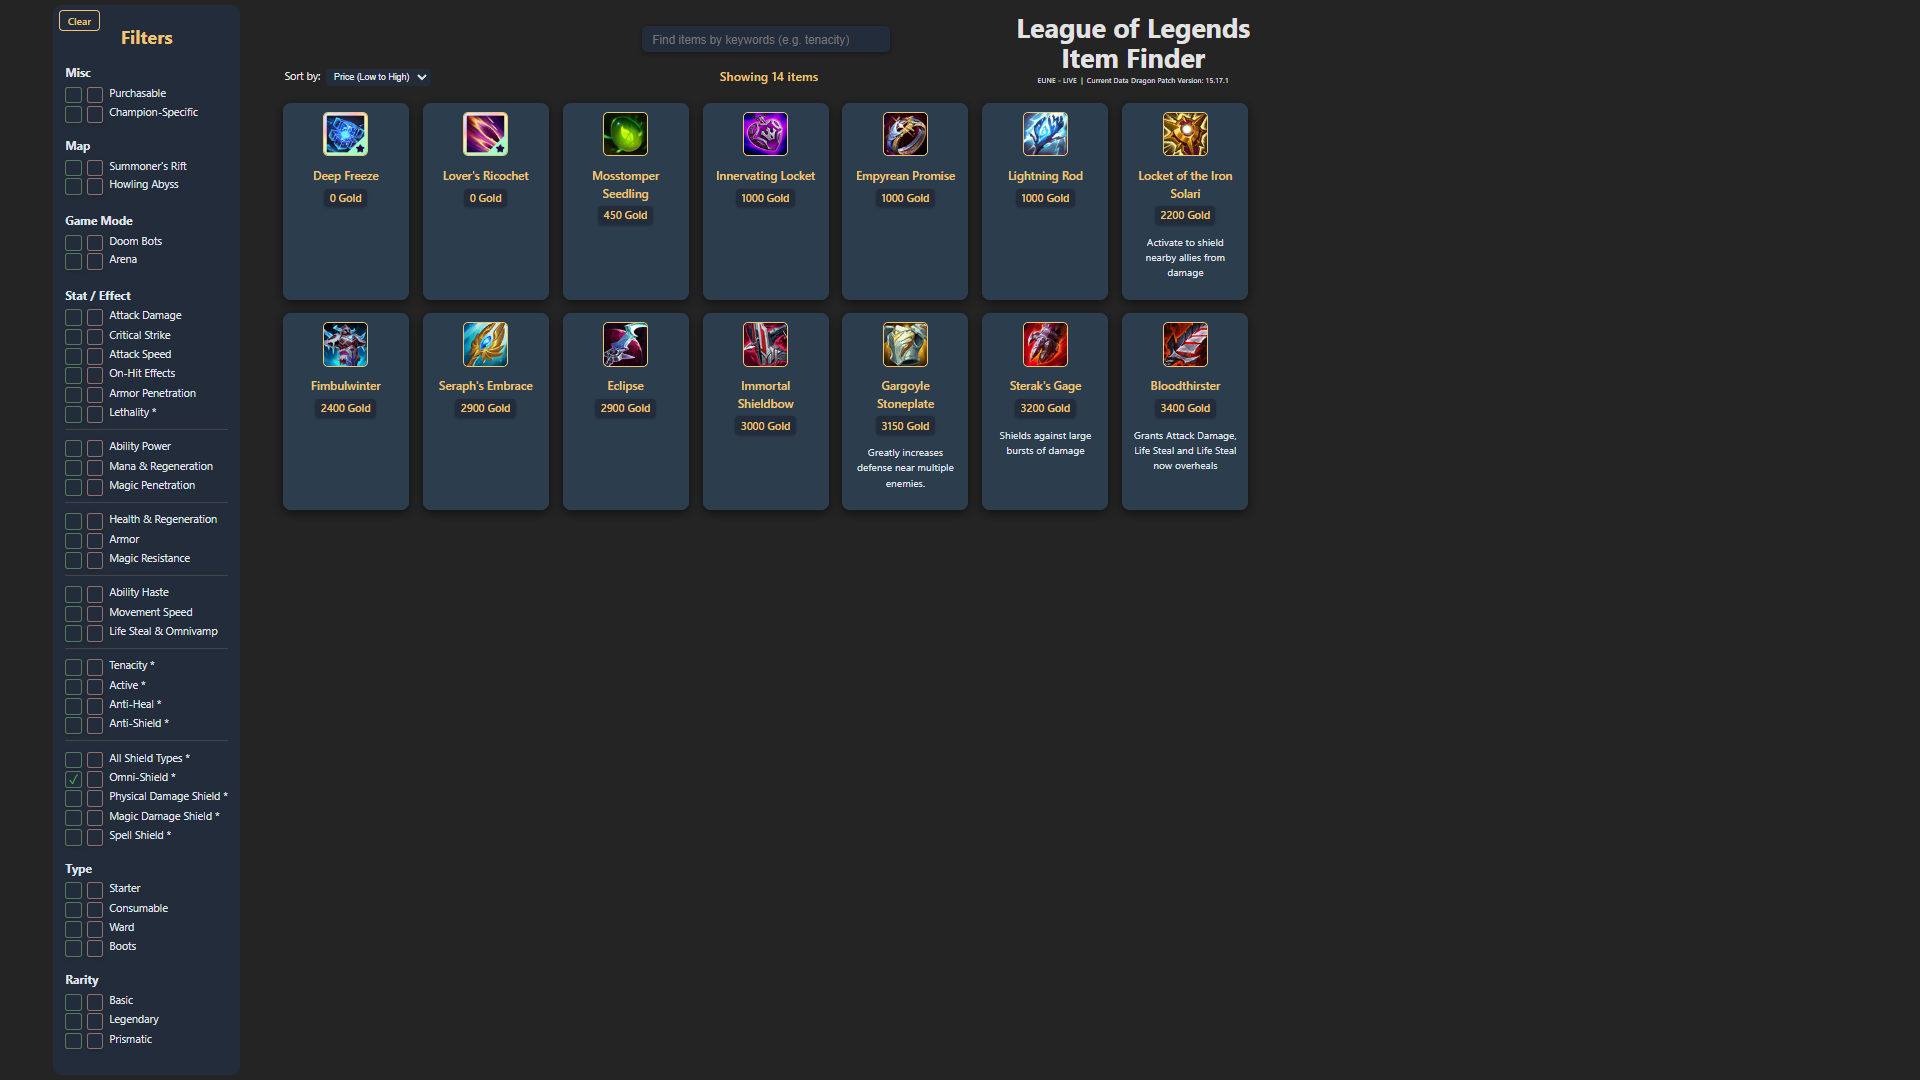 Clear
Filters
Misc
Purchasable
Champion-Specific
Map
Summoner's Rift
Howling Abyss
Game Mode
Doom Bots
Arena
Stat / Effect
Attack Damage
Critical Strike
Attack Speed
On-Hit Effects
Armor Penetration
Lethality *
Ability Power
Mana & Regeneration
Magic Penetration
Health & Regeneration
Armor
Magic Resistance
Ability Haste
Movement Speed
Life Steal & Omnivamp
Tenacity *
Active *
Anti-Heal *
Anti-Shield *
All Shield Types *
Omni-Shield *
Physical Damage Shield *
Magic Damage Shield *
Spell Shield *
Type
Starter
Consumable
Ward
Boots
Rarity
Basic
Legendary
Prismatic
Find items by keywords (e.g. tenacity)
League of Legends
Item Finder
EUNE - LIVE | Current Data Dragon Patch Version: 15.17.1
Sort by: Price (Low to High)
Showing 14 items
Deep Freeze
0 Gold
Lover's Ricochet
0 Gold
Mosstomper
Seedling
450 Gold
Innervating Locket
1000 Gold
Empyrean Promise
1000 Gold
Lightning Rod
1000 Gold
Locket of the Iron
Solari
2200 Gold
Activate to shield
nearby allies from
damage
Fimbulwinter
2400 Gold
Seraph's Embrace
2900 Gold
Eclipse
2900 Gold
Immortal
Shieldbow
3000 Gold
Gargoyle
Stoneplate
3150 Gold
Greatly increases
defense near multiple
enemies.
Sterak's Gage
3200 Gold
Shields against large
bursts of damage
Bloodthirster
3400 Gold
Grants Attack Damage,
Life Steal and Life Steal
now overheals